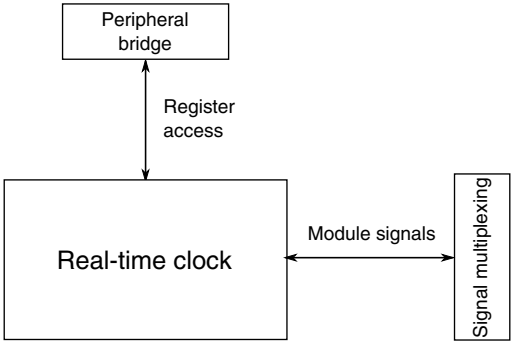 Peripheral
bridge
Register
access
Real-time clock
Module signals
Signal multiplexing